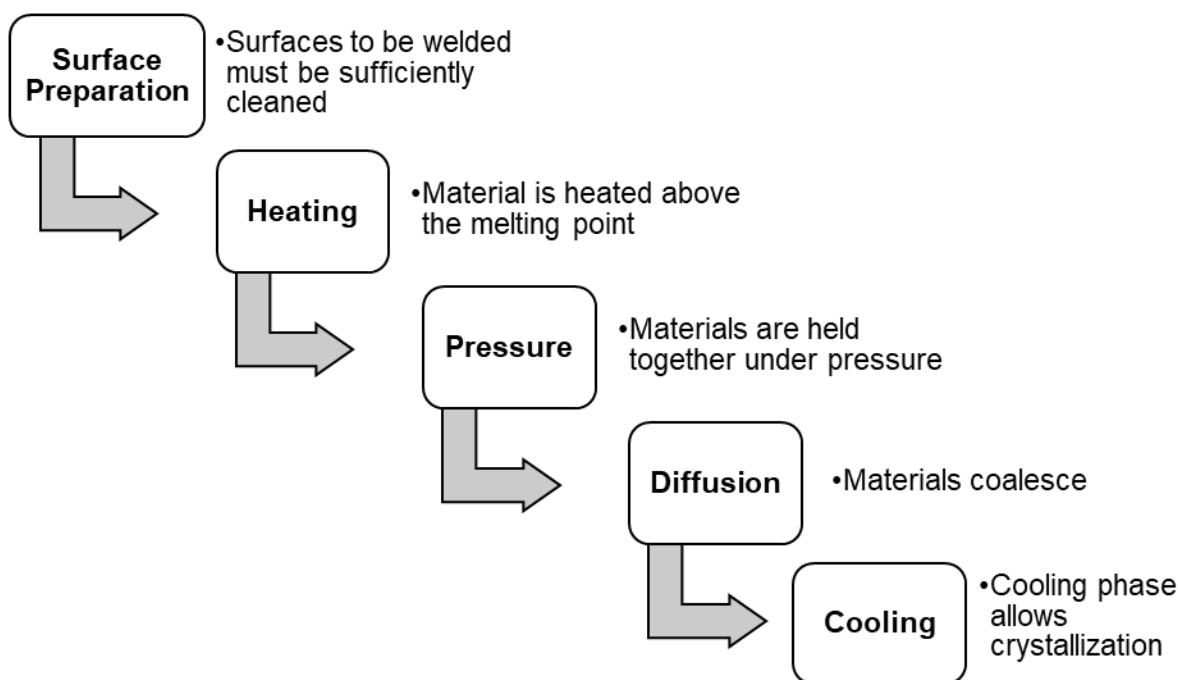 Surface
Preparation
•Surfaces to be welded
must be sufficiently
cleaned
Heating
•Material is heated above
the melting point
Pressure
•Materials are held
together under pressure
Diffusion
•Materials coalesce
Cooling
•Cooling phase
allows
crystallization